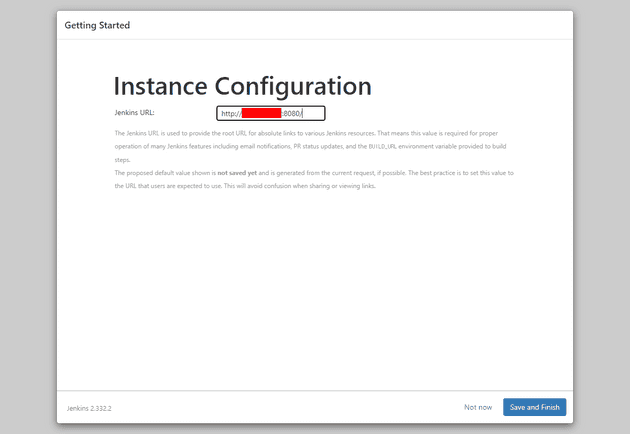 Getting Started
Instance Configuration
Jenkins URL: http:// :8080/
The Jenkins URL is used to provide the root URL for absolute links to various Jenkins resources. That means this value is required for proper
operation of many Jenkins features including email notifications, PR status updates, and the BUILD_URL environment variable provided to build
steps.
The proposed default value shown is not saved yet and is generated from the current request, if possible. The best practice is to set this value to
the URL that users are expected to use. This will avoid confusion when sharing or viewing links.
Jenkins 2.332.2
Not now
Save and Finish